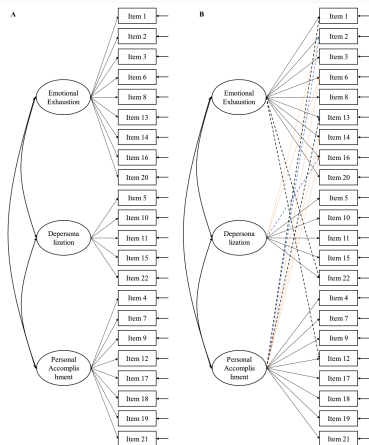 A
Item 1
Item 2
Item 3
Item 6
Item 8
Item 13
Item 14
Item 16
Item 20
Item 5
Item 10
Item 11
Item 15
Item 22
Item 4
Item 7
Item 9
Item 12
Item 17
Item 18
Item 19
Item 21
Emotional
Exhaustion
Depersona
lization
Personal
Accomplis
hment
B
Item 1
Item 2
Item 3
Item 6
Item 8
Item 13
Item 14
Item 16
Item 20
Item 5
Item 10
Item 11
Item 15
Item 22
Item 4
Item 7
Item 9
Item 12
Item 17
Item 18
Item 19
Item 21
Emotional
Exhaustion
Depersona
lization
Personal
Accomplis
hment